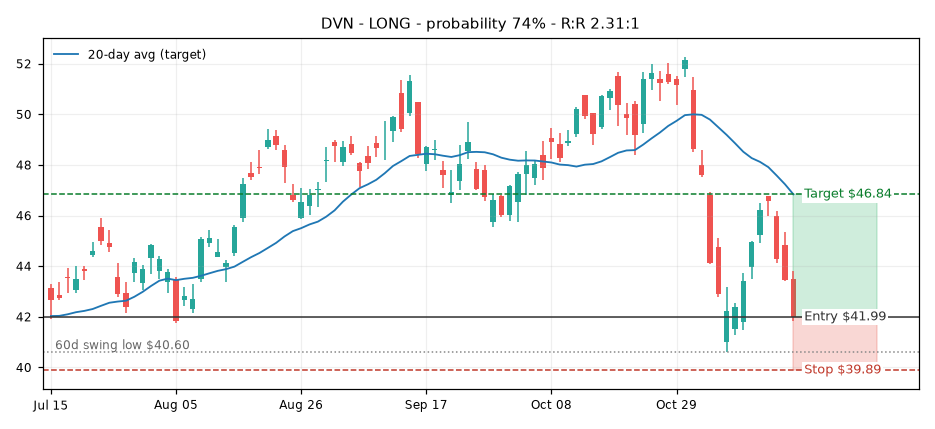 DVN - LONG - probability 74% - R:R 2.31:1
20-day avg (target)
52
50
48
46
44
42
40
Target $46.84
Entry $41.99
60d swing low $40.60
Stop $39.89
Jul 15
Aug 05
Aug 26
Sep 17
Oct 08
Oct 29